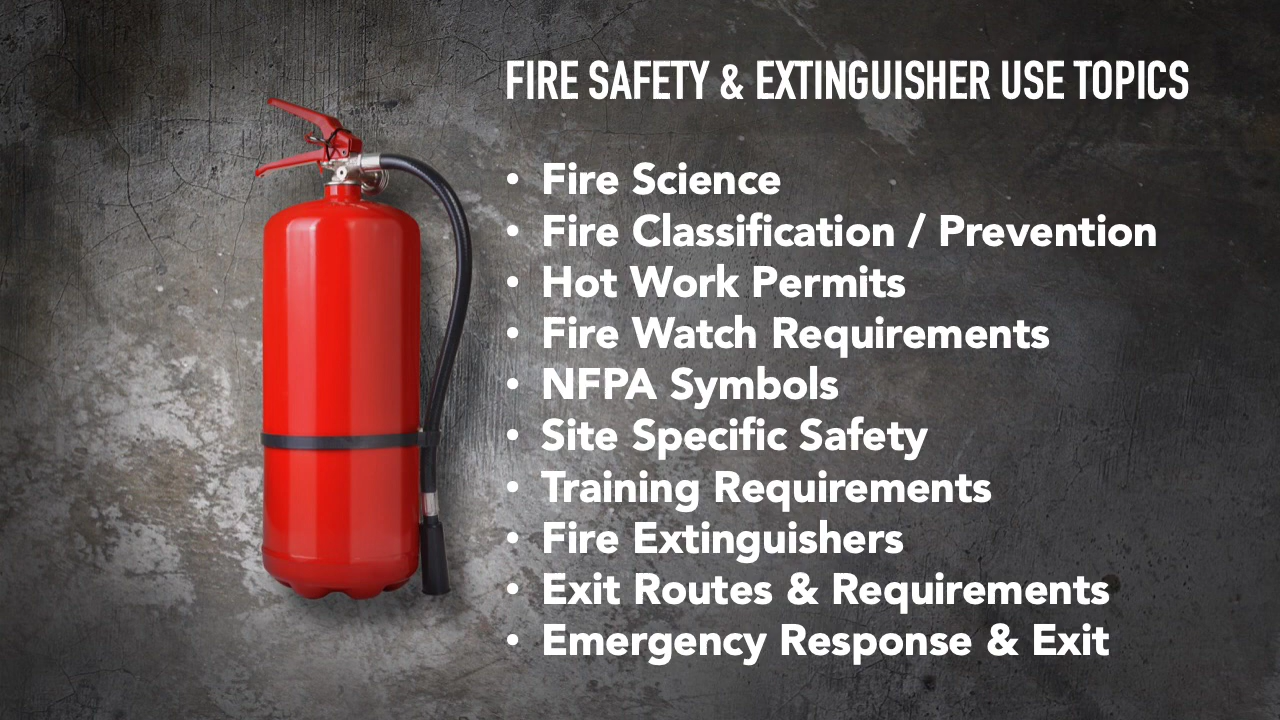 FIRE SAFETY & EXTINGUISHER USE TOPICS
• Fire Science
• Fire Classification / Prevention
• Hot Work Permits
• Fire Watch Requirements
• NFPA Symbols
• Site Specific Safety
• Training Requirements
• Fire Extinguishers
• Exit Routes & Requirements
• Emergency Response & Exit